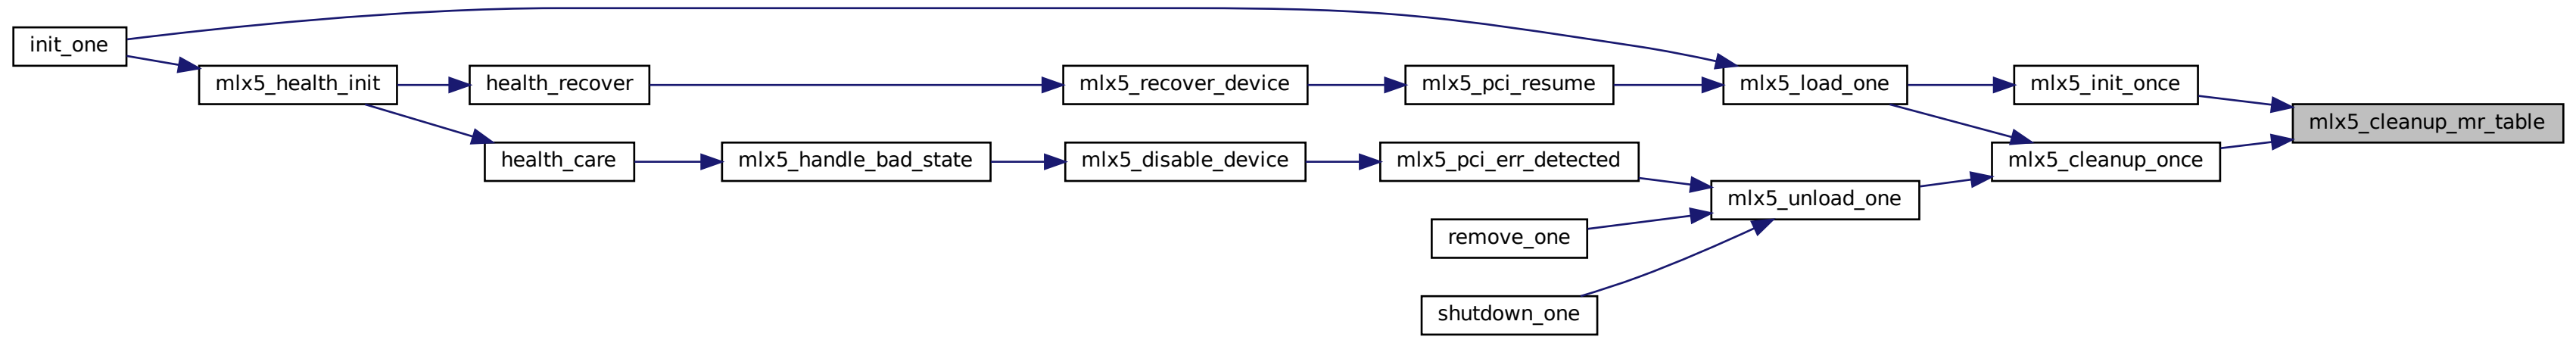 init_one
mlx5_health_init
health_recover
mlx5_recover_device
mlx5_pci_resume
mlx5_load_one
mlx5_init_once
mlx5_cleanup_mr_table
health_care
mlx5_handle_bad_state
mlx5_disable_device
mlx5_pci_err_detected
mlx5_cleanup_once
mlx5_unload_one
remove_one
shutdown_one